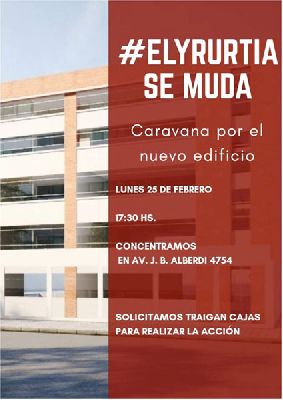 #ELYRURTIA
SE MUDA
Caravana por el
nuevo edificio
LUNES 25 DE FEBRERO
17:30 HS.
CONCENTRAMOS
EN AV. J. B. ALBERDI 4754
SOLICITAMOS TRAIGAN CAJAS
PARA REALIZAR LA ACCIÓN